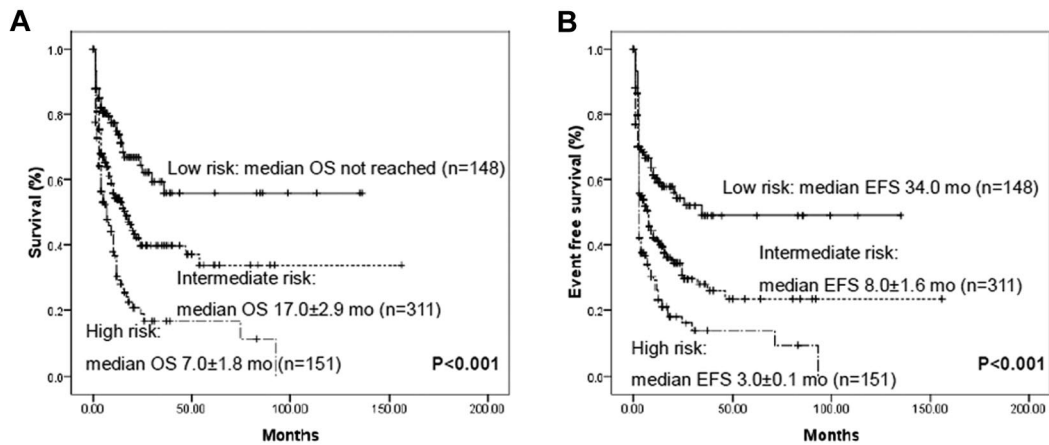 A
Survival (%)
1.0
0.8
0.6
0.4
0.2
0.0
Low risk: median OS not reached (n=148)
Intermediate risk:
median OS 17.0±2.9 mo (n=311)
High risk:
median OS 7.0±1.8 mo (n=151)
P<0.001
0.00 50.00 100.00 150.00 200.00
Months
B
Event free survival (%)
1.0
0.8
0.6
0.4
0.2
0.0
Low risk: median EFS 34.0 mo (n=148)
Intermediate risk:
median EFS 8.0±1.6 mo (n=311)
High risk:
median EFS 3.0±0.1 mo (n=151)
P<0.001
0.00 50.00 100.00 150.00 200.00
Months